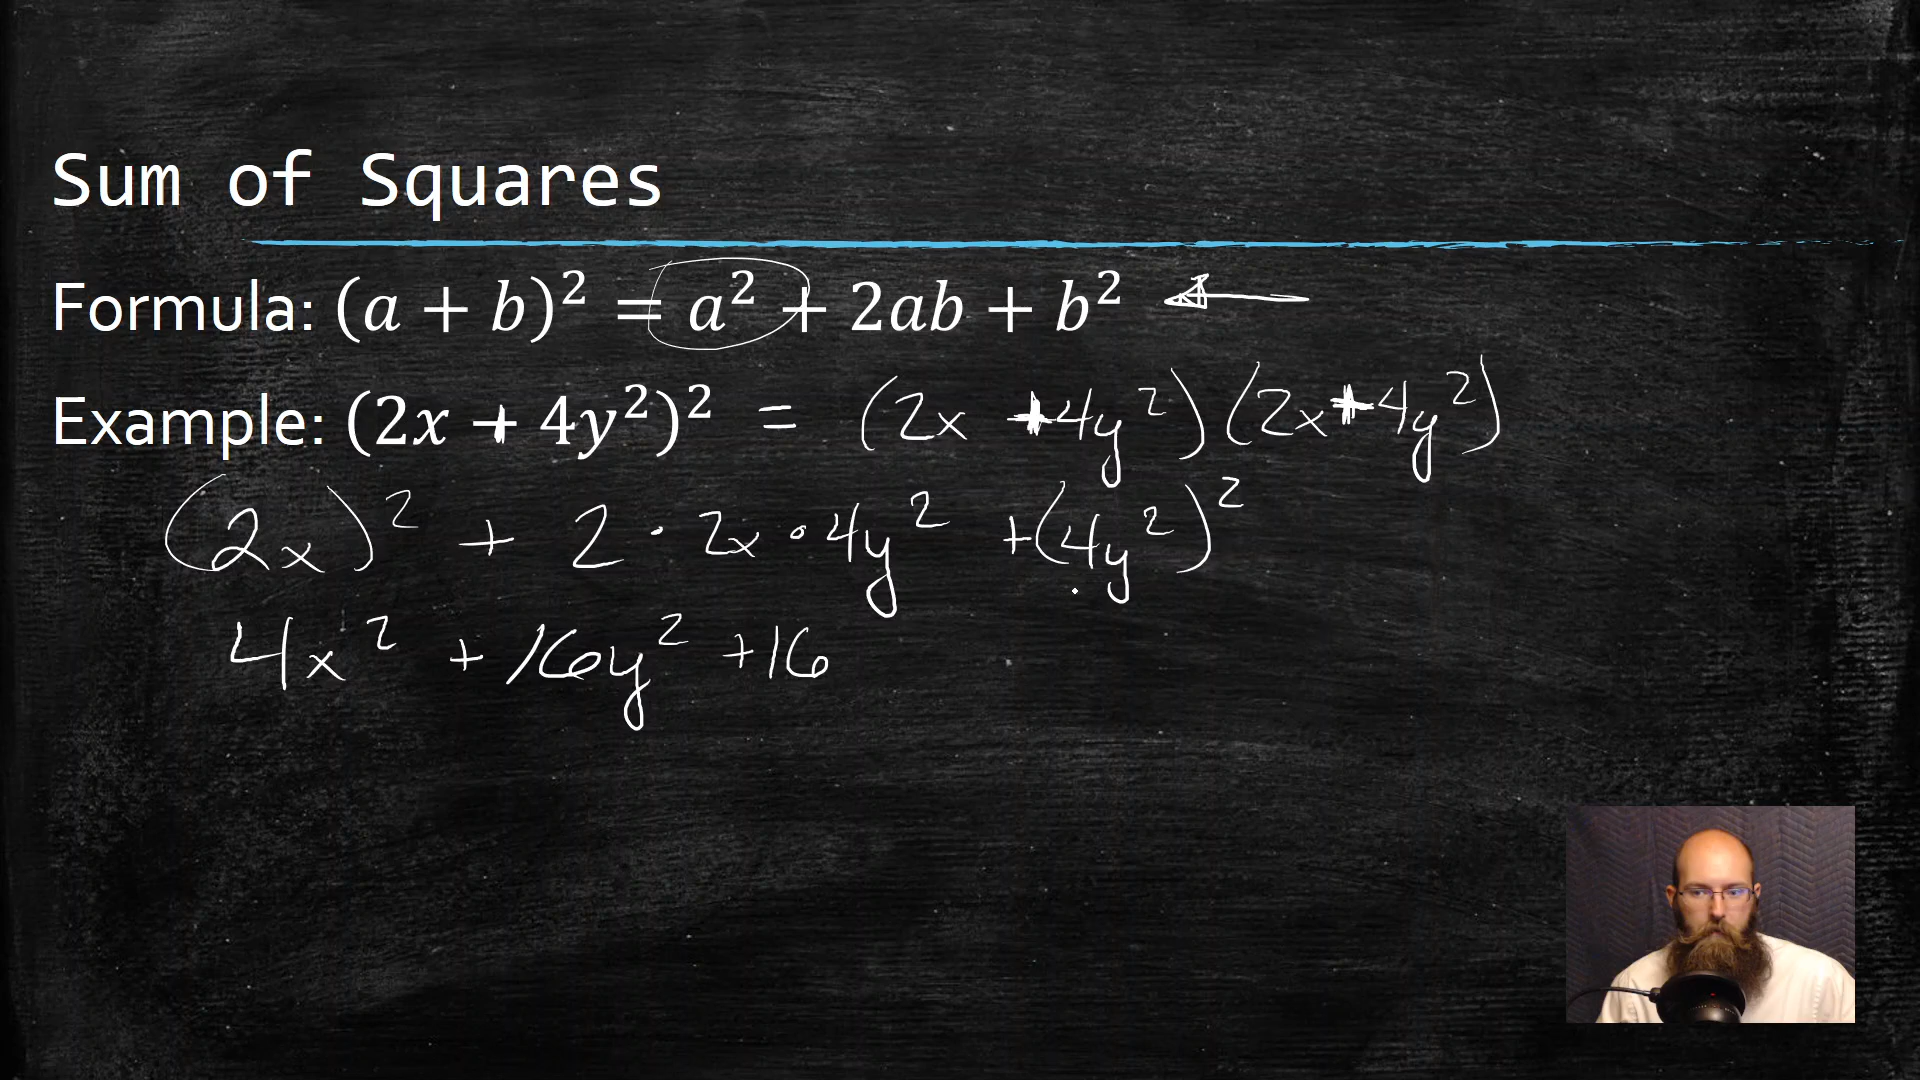 Sum of Squares
Formula: (a + b)² = a² + 2ab + b²
Example: (2x + 4y²)² = (2x + 4y²)(2x + 4y²)
(2x)² + 2 · 2x · 4y² + (4y²)²
4x² + 16y² + 16